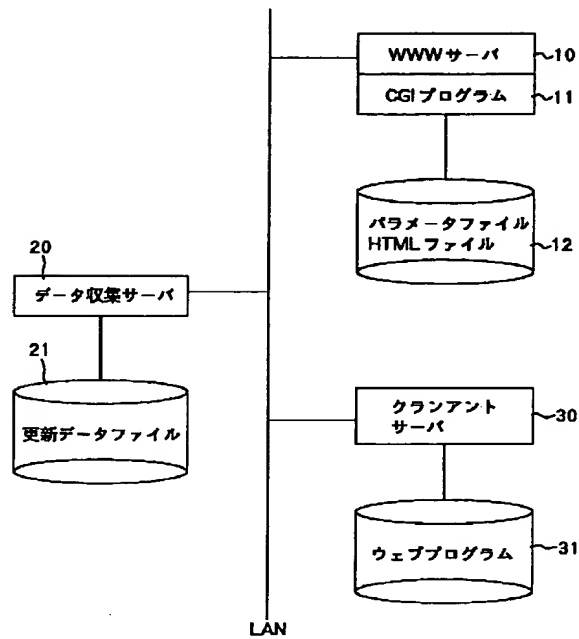 WWWサーバ
10
CGIプログラム
11
パラメータファイル
HTMLファイル
12
20
データ収集サーバ
21
更新データファイル
クランアント
サーバ
30
ウェブプログラム
31
LAN